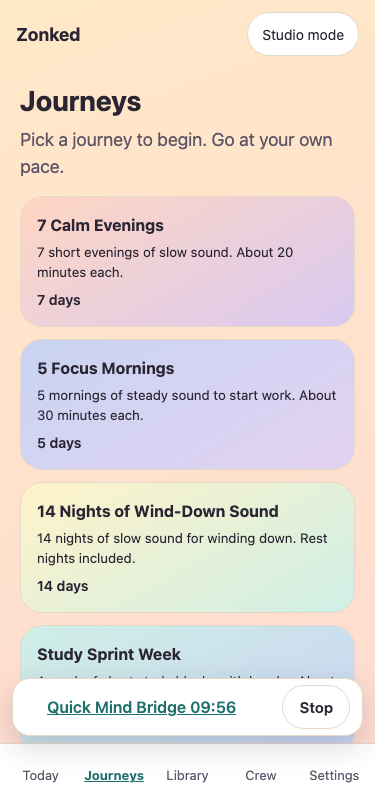 Zonked
Studio mode
Journeys
Pick a journey to begin. Go at your own
pace.
7 Calm Evenings
7 short evenings of slow sound. About 20
minutes each.
7 days
5 Focus Mornings
5 mornings of steady sound to start work. About
30 minutes each.
5 days
14 Nights of Wind-Down Sound
14 nights of slow sound for winding down. Rest
nights included.
14 days
Study Sprint Week
Quick Mind Bridge 09:56
Stop
Today
Journeys
Library
Crew
Settings